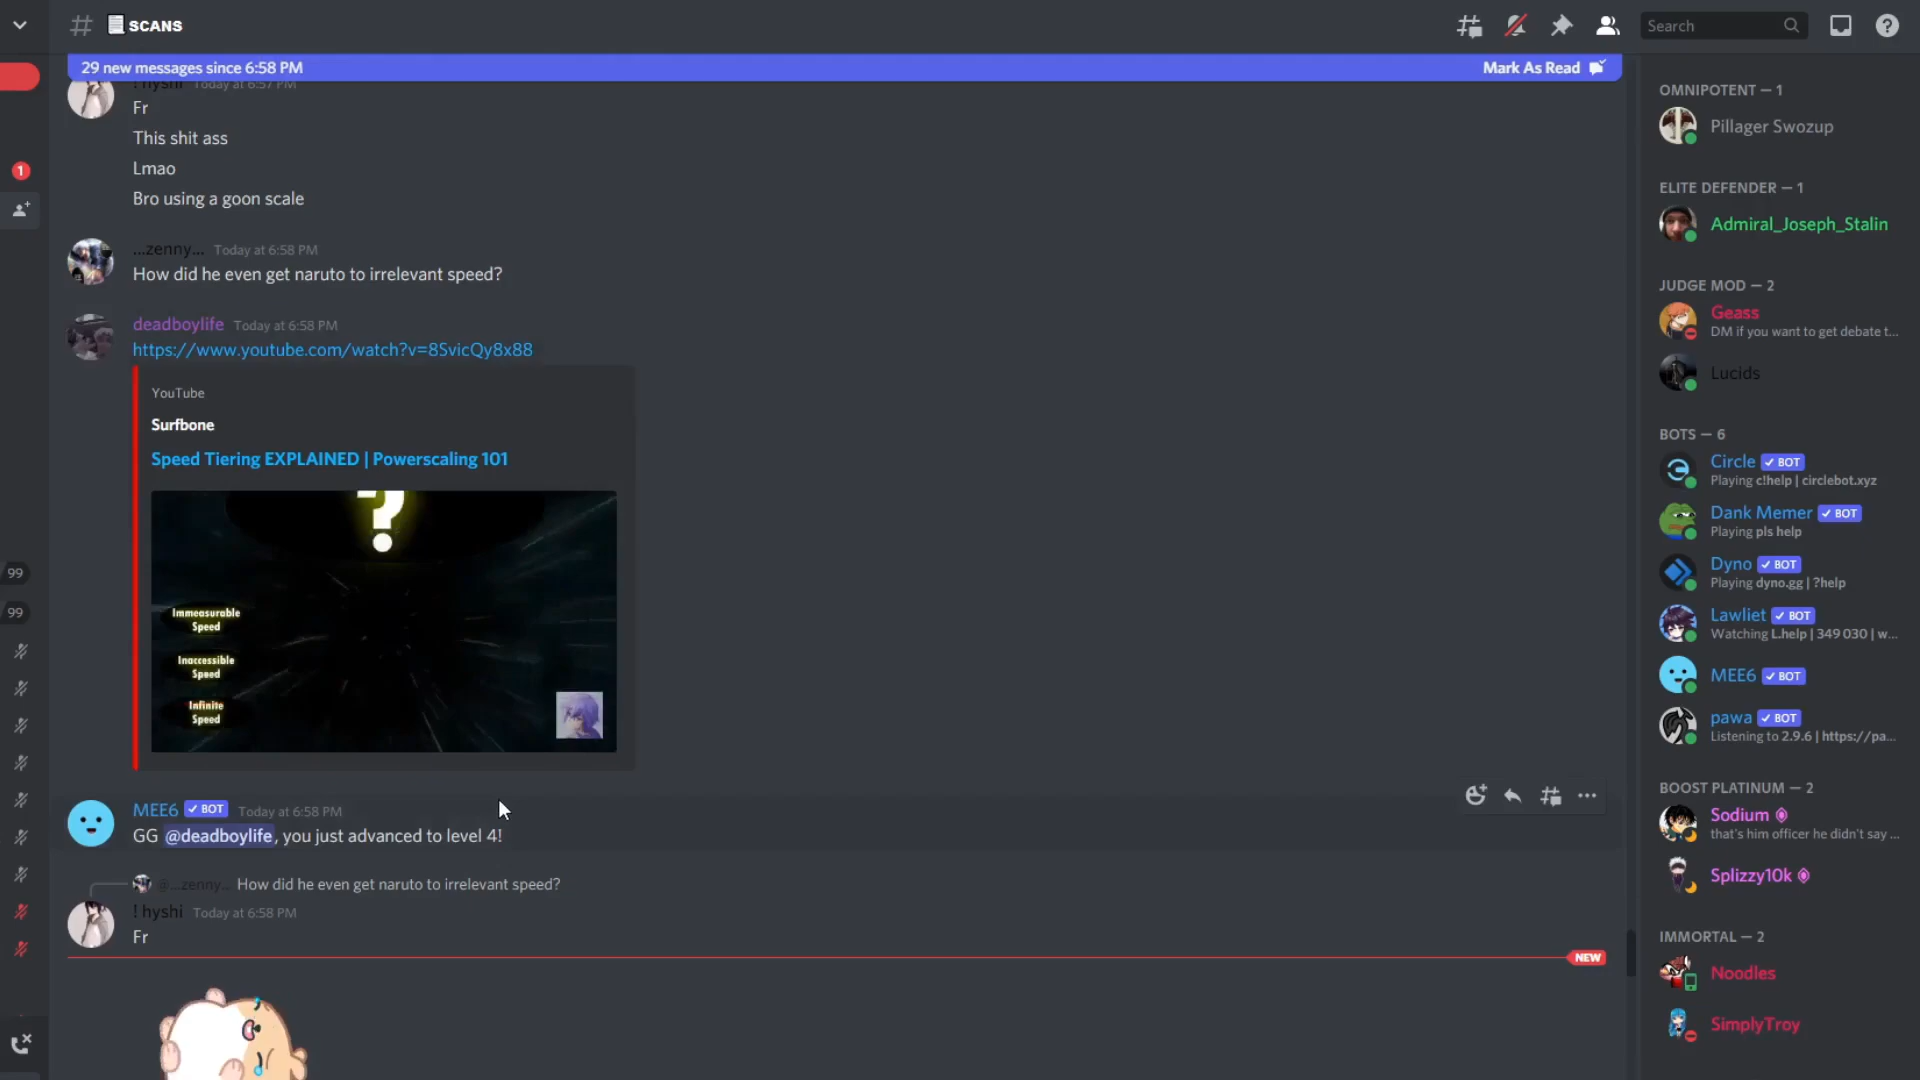 SCANS
Search
29 new messages since 6:58 PM
Mark As Read
! hyshi Today at 6:57 PM
Fr
This shit ass
Lmao
Bro using a goon scale
...zenny... Today at 6:58 PM
How did he even get naruto to irrelevant speed?
deadboylife Today at 6:58 PM
https://www.youtube.com/watch?v=8SvicQy8x88
YouTube
Surfbone
Speed Tiering EXPLAINED | Powerscaling 101
?
Immeasurable
Speed
Inaccessible
Speed
Infinite
Speed
MEE6 BOT Today at 6:58 PM
GG @deadboylife, you just advanced to level 4!
@...zenny... How did he even get naruto to irrelevant speed?
! hyshi Today at 6:58 PM
Fr
NEW
1
99
99
OMNIPOTENT — 1
Pillager Swozup
ELITE DEFENDER — 1
Admiral_Joseph_Stalin
JUDGE MOD — 2
Geass
DM if you want to get debate t...
Lucids
BOTS — 6
Circle BOT
Playing c!help | circlebot.xyz
Dank Memer BOT
Playing pls help
Dyno BOT
Playing dyno.gg | ?help
Lawliet BOT
Watching L.help | 349 030 | w...
MEE6 BOT
pawa BOT
Listening to 2.9.6 | https://pa...
BOOST PLATINUM — 2
Sodium
that's him officer he didn't say ...
Splizzy10k
IMMORTAL — 2
Noodles
SimplyTroy